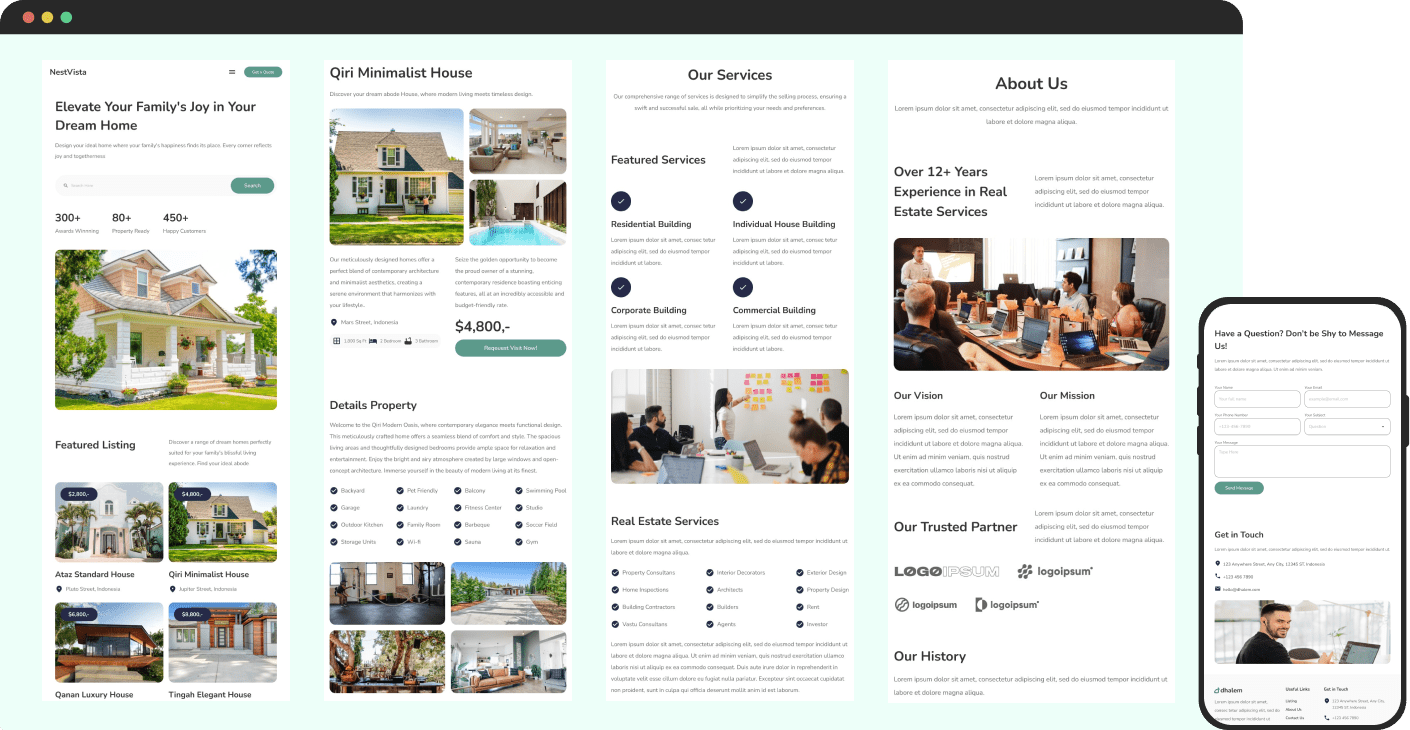 NestVista
Get a Quote
Elevate Your Family's Joy in Your
Dream Home
Design your ideal home where your family's happiness finds its place. Every corner reflects
joy and togetherness
Search
300+
80+
450+
Awards Winning
Property Ready
Happy Customers
Featured Listing
Discover a range of dream homes perfectly
suited for your family's blissful living
experience. Find your ideal abode
$2,800,-
$4,800,-
Ataz Standard House
Qiri Minimalist House
Pluto Street, Indonesia
Jupiter Street, Indonesia
$6,800,-
$8,800,-
Qanan Luxury House
Tingah Elegant House
Qiri Minimalist House
Discover your dream abode House, where modern living meets timeless design.
Our meticulously designed homes offer a
perfect blend of contemporary architecture
and minimalist aesthetics, creating a
serene environment that harmonizes with
your lifestyle.
Mars Street, Indonesia
1,000 Sq Ft
2 Bathroom
Seize the golden opportunity to become
the proud owner of a stunning,
contemporary residence boasting enticing
features, all at an incredibly accessible and
budget-friendly rate.
$4,800,-
Request Visit Now!
Details Property
Welcome to the Qiri Modern Oasis, where contemporary elegance meets functional design.
This meticulously crafted home offers a seamless blend of comfort and style. The spacious
living areas and thoughtfully designed bedrooms provide ample space for relaxation and
entertainment. Enjoy the bright and airy atmosphere created by large windows and open-
concept architecture. Immerse yourself in the beauty of modern living at its finest.
Backyard
Pet Friendly
Balcony
Swimming Pool
Garage
Laundry
Fitness Center
Studio
Outdoor Kitchen
Family Room
Barbeque
Soccer Field
Storage Units
Wi-fi
Sauna
Gym
Our Services
Our comprehensive range of services is designed to simplify the selling process, ensuring a
swift and successful sale, all while prioritizing your needs and preferences.
Featured Services
Lorem ipsum dolor sit amet, consectetur
adipiscing elit, sed do eiusmod tempor
incididunt ut labore et dolore magna aliqua.
Residential Building
Individual House Building
Lorem ipsum dolor sit amet, consec tetur
adipiscing elit, sed do eiusmod tempor
incididunt ut labore.
Lorem ipsum dolor sit amet, consec tetur
adipiscing elit, sed do eiusmod tempor
incididunt ut labore.
Corporate Building
Commercial Building
Lorem ipsum dolor sit amet, consec tetur
adipiscing elit, sed do eiusmod tempor
incididunt ut labore.
Lorem ipsum dolor sit amet, consec tetur
adipiscing elit, sed do eiusmod tempor
incididunt ut labore.
Real Estate Services
Lorem ipsum dolor sit amet, consectetur adipiscing elit, sed do eiusmod tempor incididunt ut
labore et dolore magna aliqua.
Property Consultans
Interior Decorators
Exterior Design
Home Inspections
Architects
Property Design
Building Contractors
Builders
Rent
Vastu Consultans
Agents
Investor
Lorem ipsum dolor sit amet, consectetur adipiscing elit, sed do eiusmod tempor incididunt ut
labore et dolore magna aliqua. Ut enim ad minim veniam, quis nostrud exercitation ullamco
laboris nisi ut aliquip ex ea commodo consequat. Duis aute irure dolor in reprehenderit in
voluptate velit esse cillum dolore eu fugiat nulla pariatur. Excepteur sint occaecat cupidatat
non proident, sunt in culpa qui officia deserunt mollit anim id est laborum.
About Us
Lorem ipsum dolor sit amet, consectetur adipiscing elit, sed do eiusmod tempor incididunt ut
labore et dolore magna aliqua.
Over 12+ Years
Experience in Real
Estate Services
Lorem ipsum dolor sit amet, consectetur
adipiscing elit, sed do eiusmod tempor
incididunt ut labore et dolore magna aliqua.
Our Vision
Our Mission
Lorem ipsum dolor sit amet, consectetur
adipiscing elit, sed do eiusmod tempor
incididunt ut labore et dolore magna aliqua.
Ut enim ad minim veniam, quis nostrud
exercitation ullamco laboris nisi ut aliquip
ex ea commodo consequat.
Lorem ipsum dolor sit amet, consectetur
adipiscing elit, sed do eiusmod tempor
incididunt ut labore et dolore magna aliqua.
Ut enim ad minim veniam, quis nostrud
exercitation ullamco laboris nisi ut aliquip
ex ea commodo consequat.
Our Trusted Partner
Lorem ipsum dolor sit amet, consectetur
adipiscing elit, sed do eiusmod tempor
incididunt ut labore et dolore magna aliqua.
LOGOIPSUM
logoipsum
logoipsum
logoipsum
Our History
Lorem ipsum dolor sit amet, consectetur adipiscing elit, sed do eiusmod tempor incididunt ut
labore et dolore magna aliqua.
Have a Question? Don't be Shy to Message
Us!
Lorem ipsum dolor sit amet, consectetur adipiscing elit, sed do eiusmod tempor incididunt ut
labore et dolore magna aliqua. Ut enim ad minim veniam.
Your Name
Your Email
Your full name
example@email.com
Your Phone Number
Your Subject
+123 456 7890
Question
Your Message
Type Here
Send Message
Get in Touch
Lorem ipsum dolor sit amet, consectetur adipiscing elit, sed do eiusmod tempor incididunt ut
123 Anywhere Street, Any City, 12345 ST, Indonesia
+123 456 7890
hello@dhalem.com
dhalem
Useful Links
Get in Touch
Lorem ipsum dolor sit amet,
Listing
About Us
Contact Us
123 Anywhere Street, Any City,
12345 ST, Indonesia
+123 456 7890